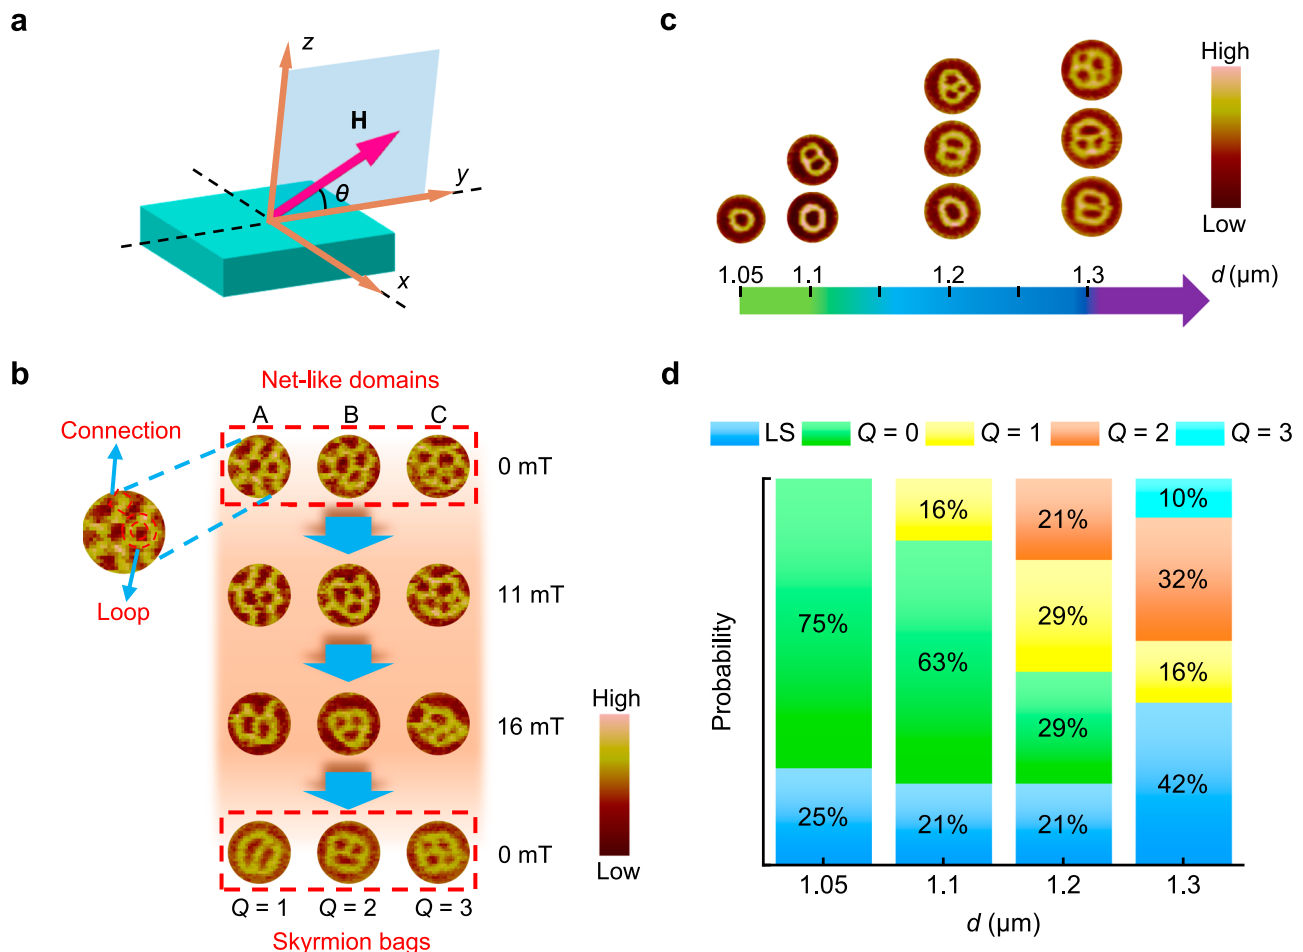 a
z
H
y
θ
x
b
Net-like domains
A B C
Connection
0 mT
Loop
11 mT
16 mT
High
Low
0 mT
Q = 1 Q = 2 Q = 3
Skyrmion bags
c
High
Low
1.05 1.1 1.2 1.3 d (μm)
d
LS Q = 0 Q = 1 Q = 2 Q = 3
Probability
75%
25%
16%
63%
21%
21%
29%
29%
21%
10%
32%
16%
42%
1.05 1.1 1.2 1.3
d (μm)